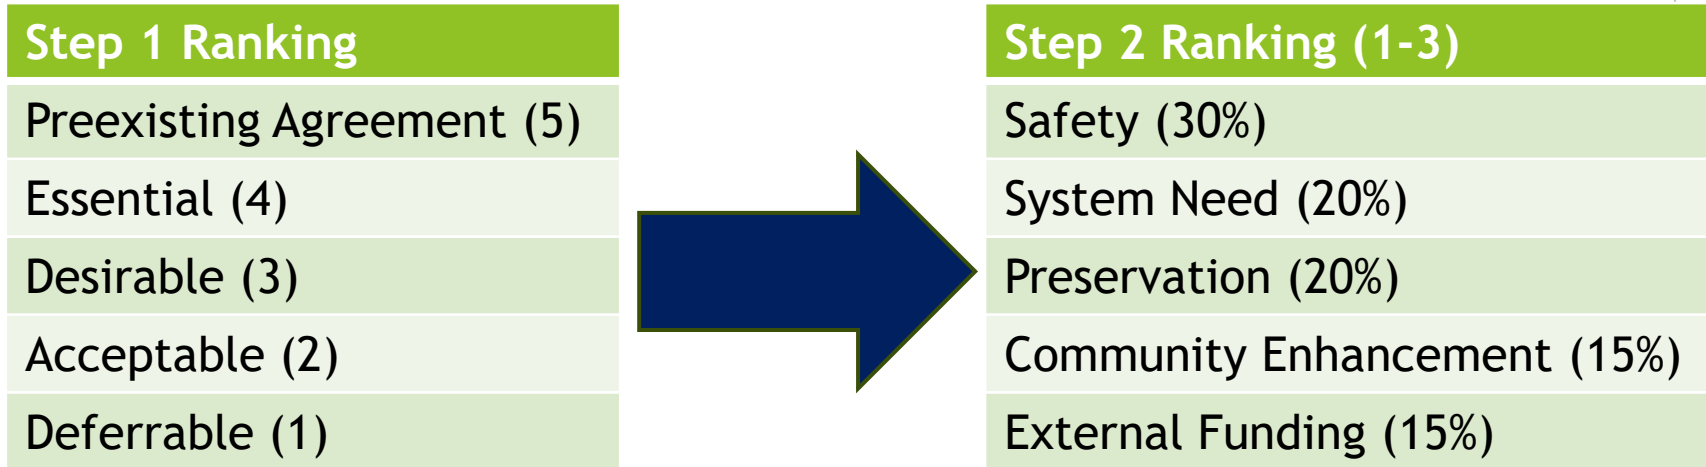 Step 1 Ranking
Preexisting Agreement (5)
Essential (4)
Desirable (3)
Acceptable (2)
Deferrable (1)
Step 2 Ranking (1-3)
Safety (30%)
System Need (20%)
Preservation (20%)
Community Enhancement (15%)
External Funding (15%)